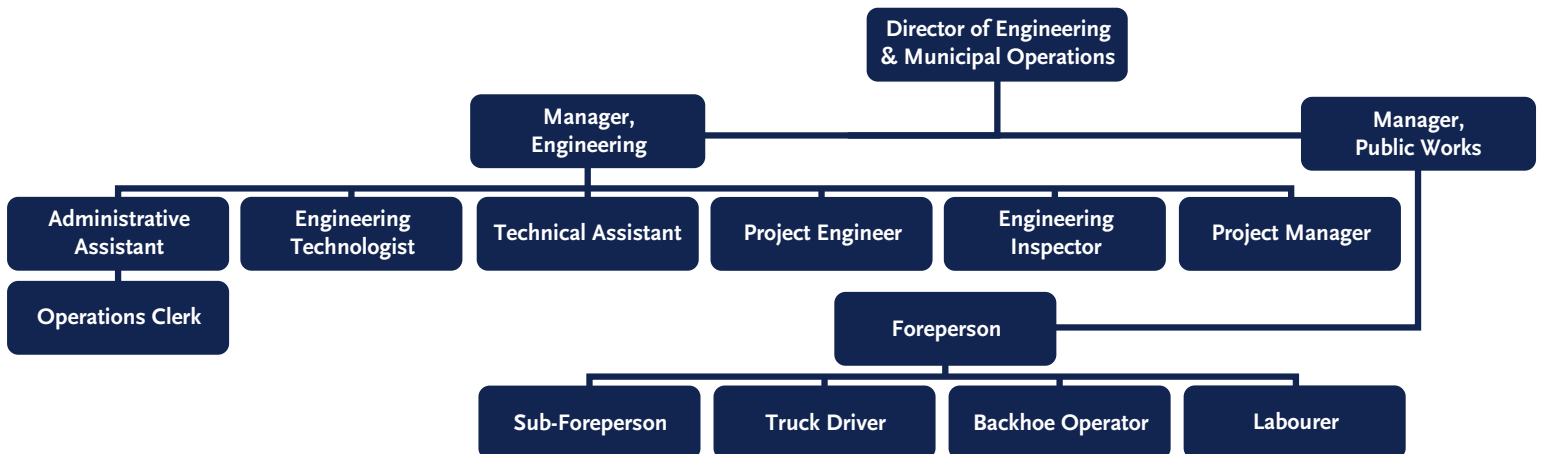 Director of Engineering
& Municipal Operations
Manager,
Engineering
Manager,
Public Works
Administrative
Assistant
Engineering
Technologist
Technical Assistant
Project Engineer
Engineering
Inspector
Project Manager
Operations Clerk
Foreperson
Sub-Foreperson
Truck Driver
Backhoe Operator
Labourer